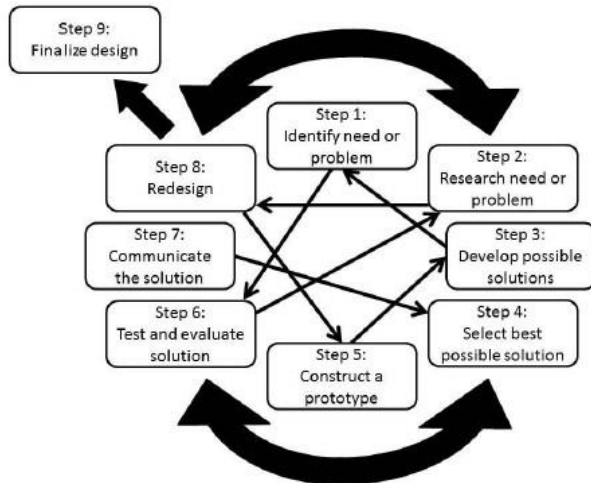 Step 9:
Finalize design
Step 1:
Identify need or
problem
Step 8:
Redesign
Step 2:
Research need or
problem
Step 7:
Communicate
the solution
Step 3:
Develop possible
solutions
Step 6:
Test and evaluate
solution
Step 4:
Select best
possible solution
Step 5:
Construct a
prototype